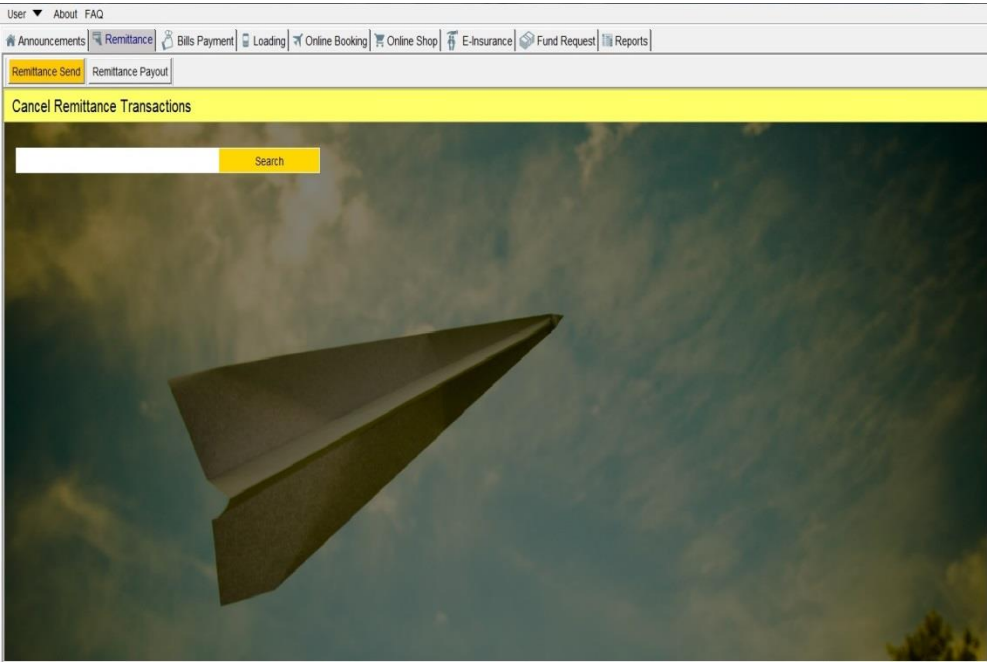 User ▼ About FAQ
Announcements Remittance Bills Payment Loading Online Booking Online Shop E-Insurance Fund Request Reports
Remittance Send Remittance Payout
Cancel Remittance Transactions
Search